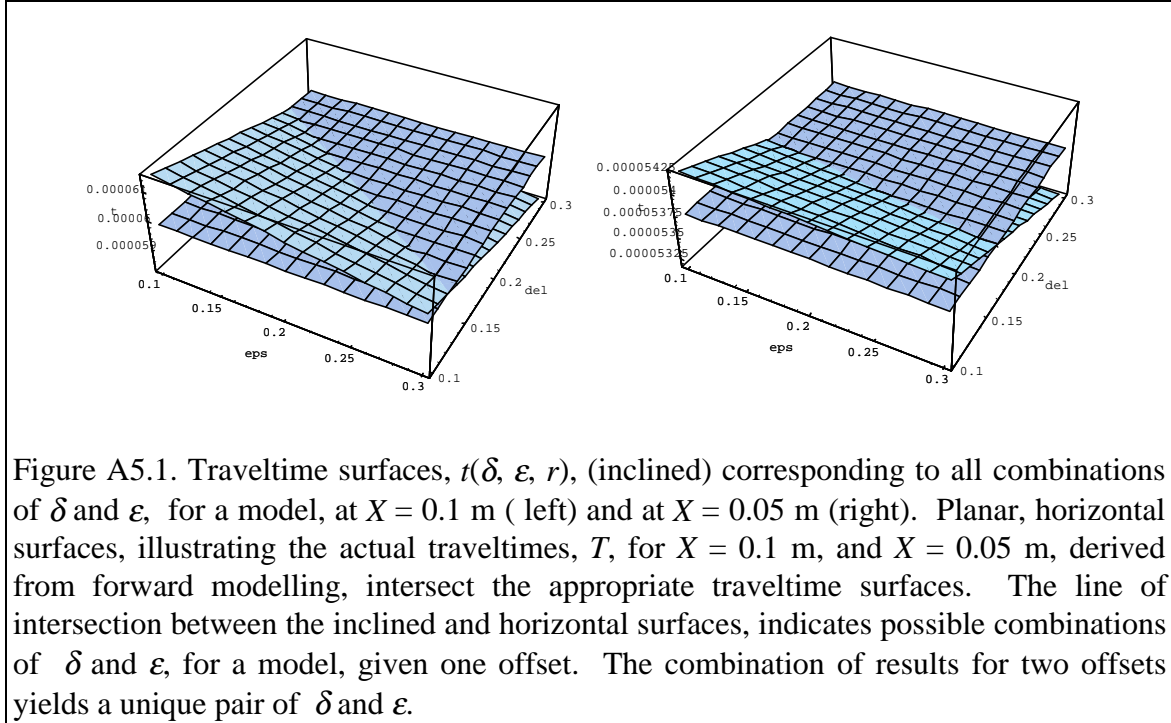 0.000061
t
0.00006
0.000059
0.1
0.15
0.2
eps
0.25
0.3
0.1
0.15
0.2
del
0.25
0.3
0.00005425
0.000054
t
0.00005375
0.0000535
0.00005325
0.1
0.15
0.2
eps
0.25
0.3
0.1
0.15
0.2
del
0.25
0.3
Figure A5.1. Traveltime surfaces, t(δ, ε, r), (inclined) corresponding to all combinations
of δ and ε, for a model, at X = 0.1 m ( left) and at X = 0.05 m (right). Planar, horizontal
surfaces, illustrating the actual traveltimes, T, for X = 0.1 m, and X = 0.05 m, derived
from forward modelling, intersect the appropriate traveltime surfaces. The line of
intersection between the inclined and horizontal surfaces, indicates possible combinations
of δ and ε, for a model, given one offset. The combination of results for two offsets
yields a unique pair of δ and ε.